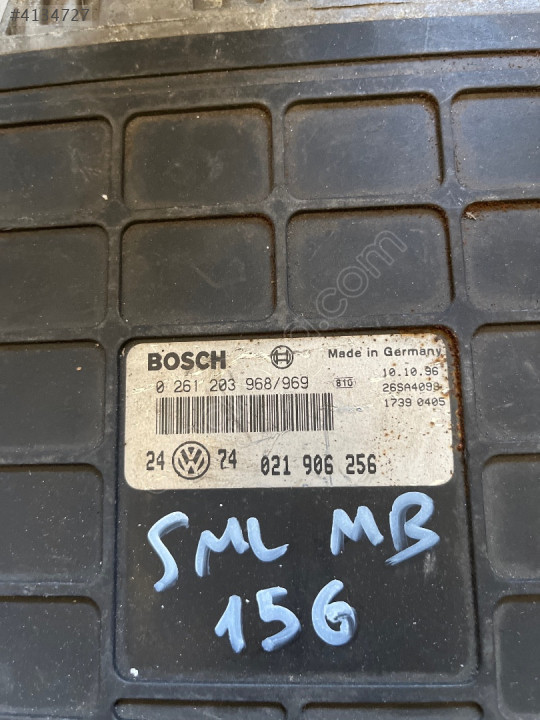 #4134727
BOSCH
Made in Germany
0 261 203 968/969
810
10.10.96
26SA4098
1739 0405
24 VW 74 021 906 256
SML MB
156